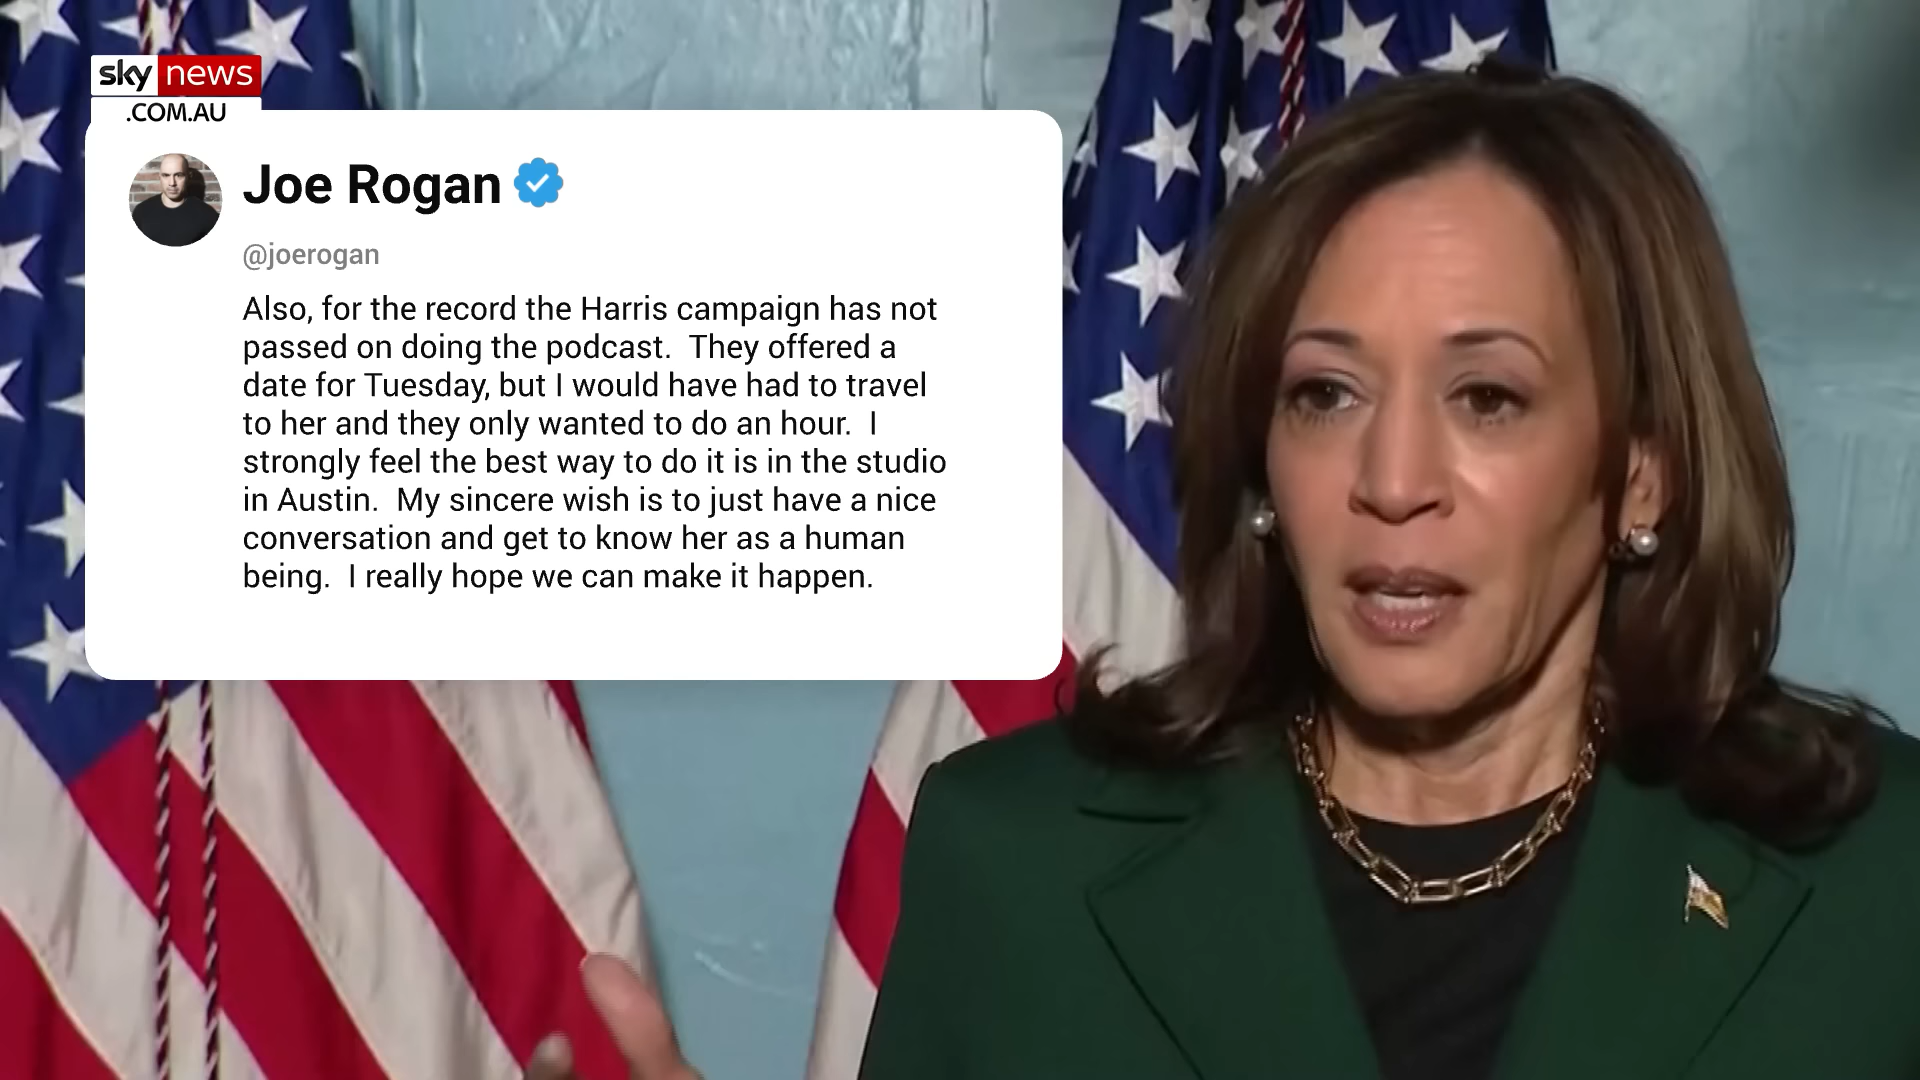 sky news
.COM.AU
Joe Rogan
@joerogan
Also, for the record the Harris campaign has not
passed on doing the podcast.  They offered a
date for Tuesday, but I would have had to travel
to her and they only wanted to do an hour.  I
strongly feel the best way to do it is in the studio
in Austin.  My sincere wish is to just have a nice
conversation and get to know her as a human
being.  I really hope we can make it happen.